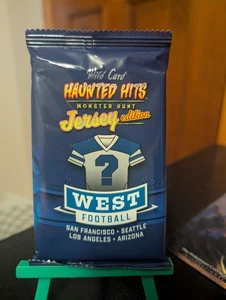 Wild Card
HAUNTED HITS
MONSTER HUNT
Jersey edition
?
WEST
FOOTBALL
SAN FRANCISCO • SEATTLE
LOS ANGELES • ARIZONA